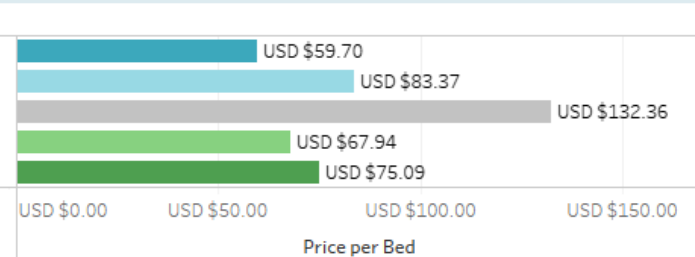 USD $59.70
USD $83.37
USD $132.36
USD $67.94
USD $75.09
USD $0.00 USD $50.00 USD $100.00 USD $150.00
Price per Bed